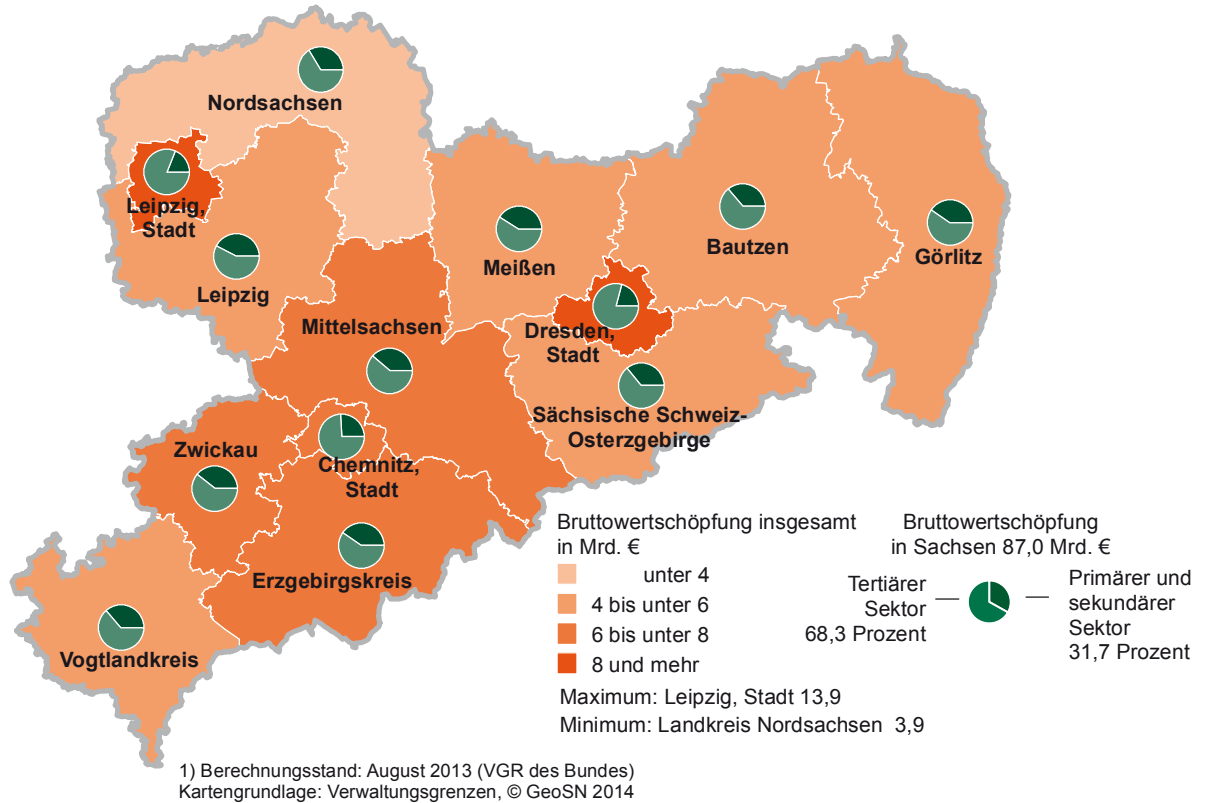 Nordsachsen
Leipzig,
Stadt
Leipzig
Meißen
Bautzen
Görlitz
Mittelsachsen
Dresden,
Stadt
Sächsische Schweiz-
Osterzgebirge
Zwickau
Chemnitz,
Stadt
Erzgebirgskreis
Vogtlandkreis
Bruttowertschöpfung insgesamt
in Mrd. €
unter 4
4 bis unter 6
6 bis unter 8
8 und mehr
Maximum: Leipzig, Stadt 13,9
Minimum: Landkreis Nordsachsen 3,9
Bruttowertschöpfung
in Sachsen 87,0 Mrd. €
Tertiärer
Sektor
68,3 Prozent
Primärer und
sekundärer
Sektor
31,7 Prozent
1) Berechnungsstand: August 2013 (VGR des Bundes)
Kartengrundlage: Verwaltungsgrenzen, © GeoSN 2014